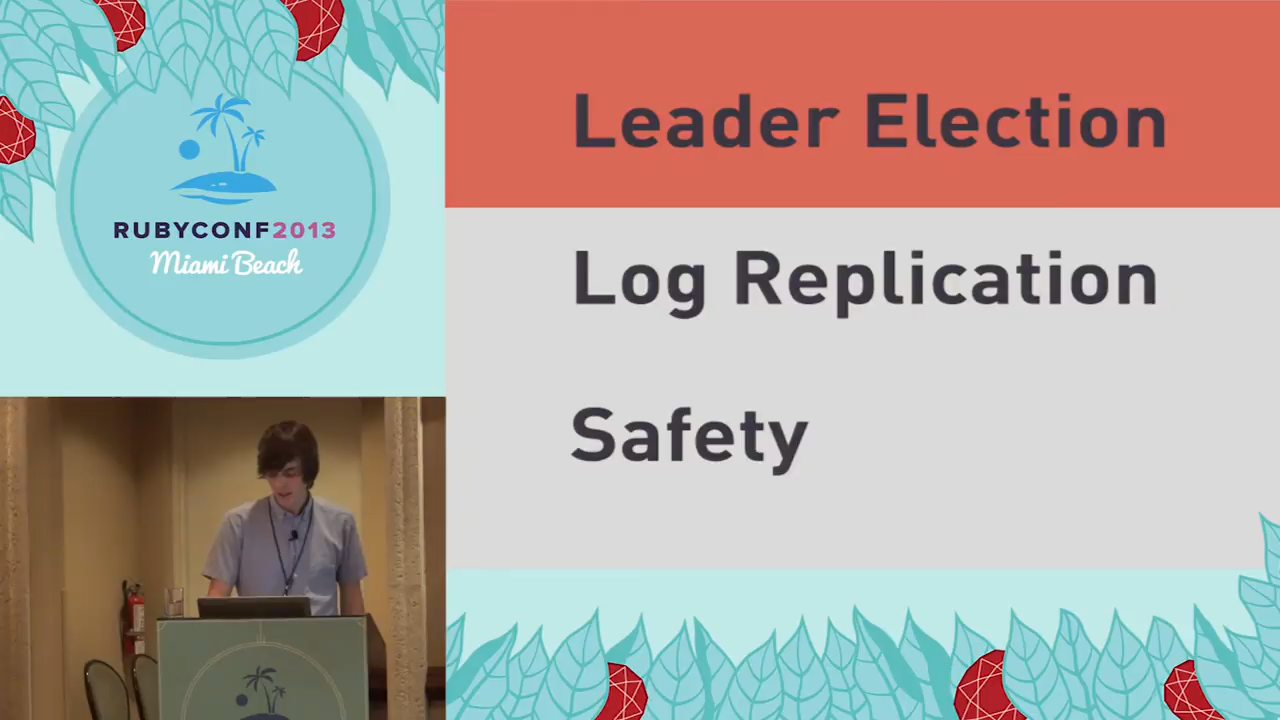 RUBYCONF2013
Miami Beach
Leader Election
Log Replication
Safety